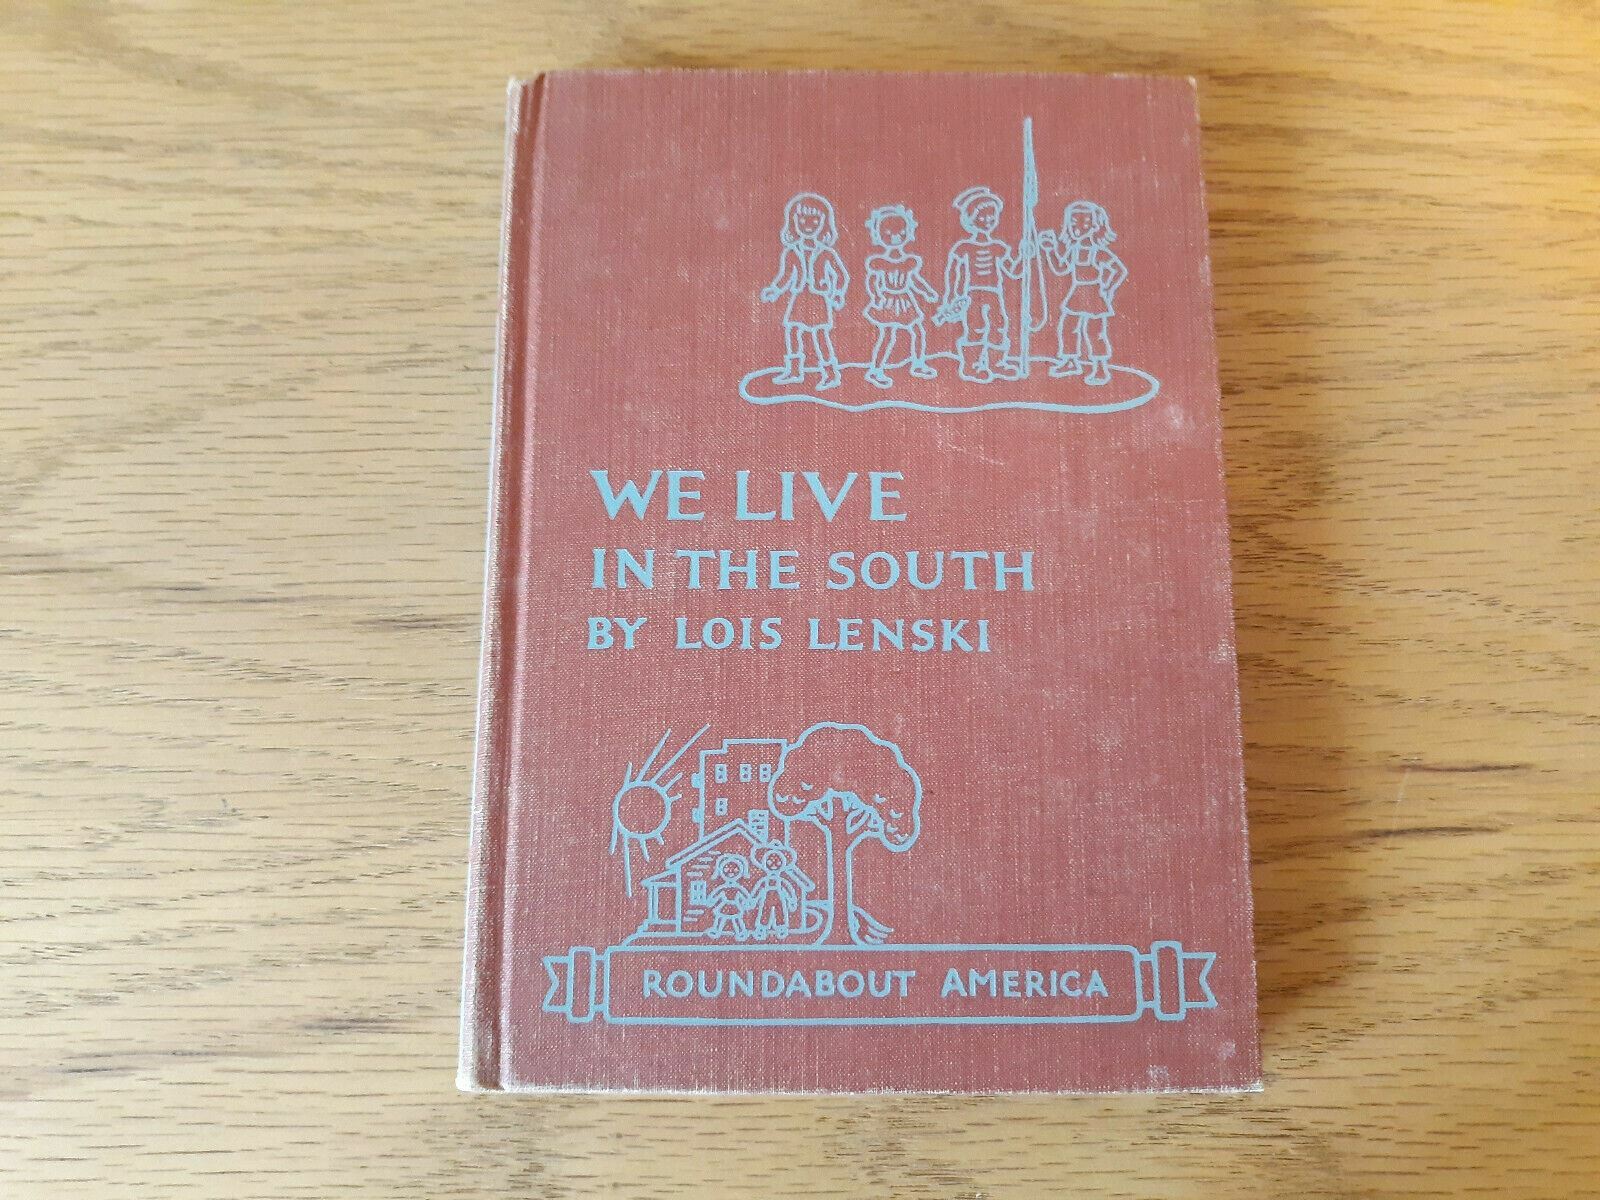 WE LIVE
IN THE SOUTH
BY LOIS LENSKI
ROUNDABOUT AMERICA